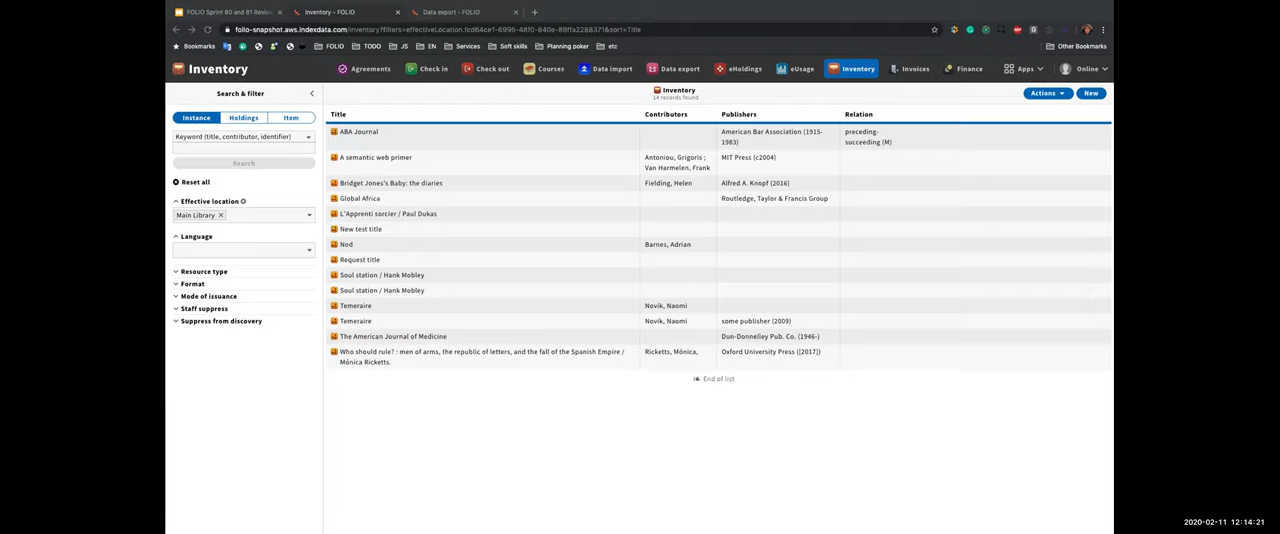 FOLIO Sprint 80 and 81 Review
Inventory - FOLIO
Data export - FOLIO
folio-snapshot.aws.indexdata.com/inventory?filters=effectiveLocation.fcd64ce1-6995-48f0-840e-89ffa2288371&sort=Title
Bookmarks
FOLIO
TODO
JS
EN
Services
Soft skills
Planning poker
etc
Other Bookmarks
Inventory
Agreements
Check in
Check out
Courses
Data import
Data export
eHoldings
eUsage
Inventory
Invoices
Finance
Apps
Online
Search & filter
Inventory
14 records found
Actions
New
Instance
Holdings
Item
Keyword (title, contributor, identifier)
Search
Reset all
Effective location
Main Library
Language
Resource type
Format
Mode of issuance
Staff suppress
Suppress from discovery
Title Contributors Publishers Relation
ABA Journal American Bar Association (1915- preceding-
1983) succeeding (M)
A semantic web primer Antoniou, Grigoris ; MIT Press (c2004)
Van Harmelen, Frank
Bridget Jones's Baby: the diaries Fielding, Helen Alfred A. Knopf (2016)
Global Africa Routledge, Taylor & Francis Group
L'Apprenti sorcier / Paul Dukas
New test title
Nod Barnes, Adrian
Request title
Soul station / Hank Mobley
Soul station / Hank Mobley
Temeraire Novik, Naomi
Temeraire Novik, Naomi some publisher (2009)
The American Journal of Medicine Dun-Donnelley Pub. Co. (1946-)
Who should rule? : men of arms, the republic of letters, and the fall of the Spanish Empire / Ricketts, Mónica, Oxford University Press ([2017])
Mónica Ricketts.
End of list
2020-02-11 12:14:21